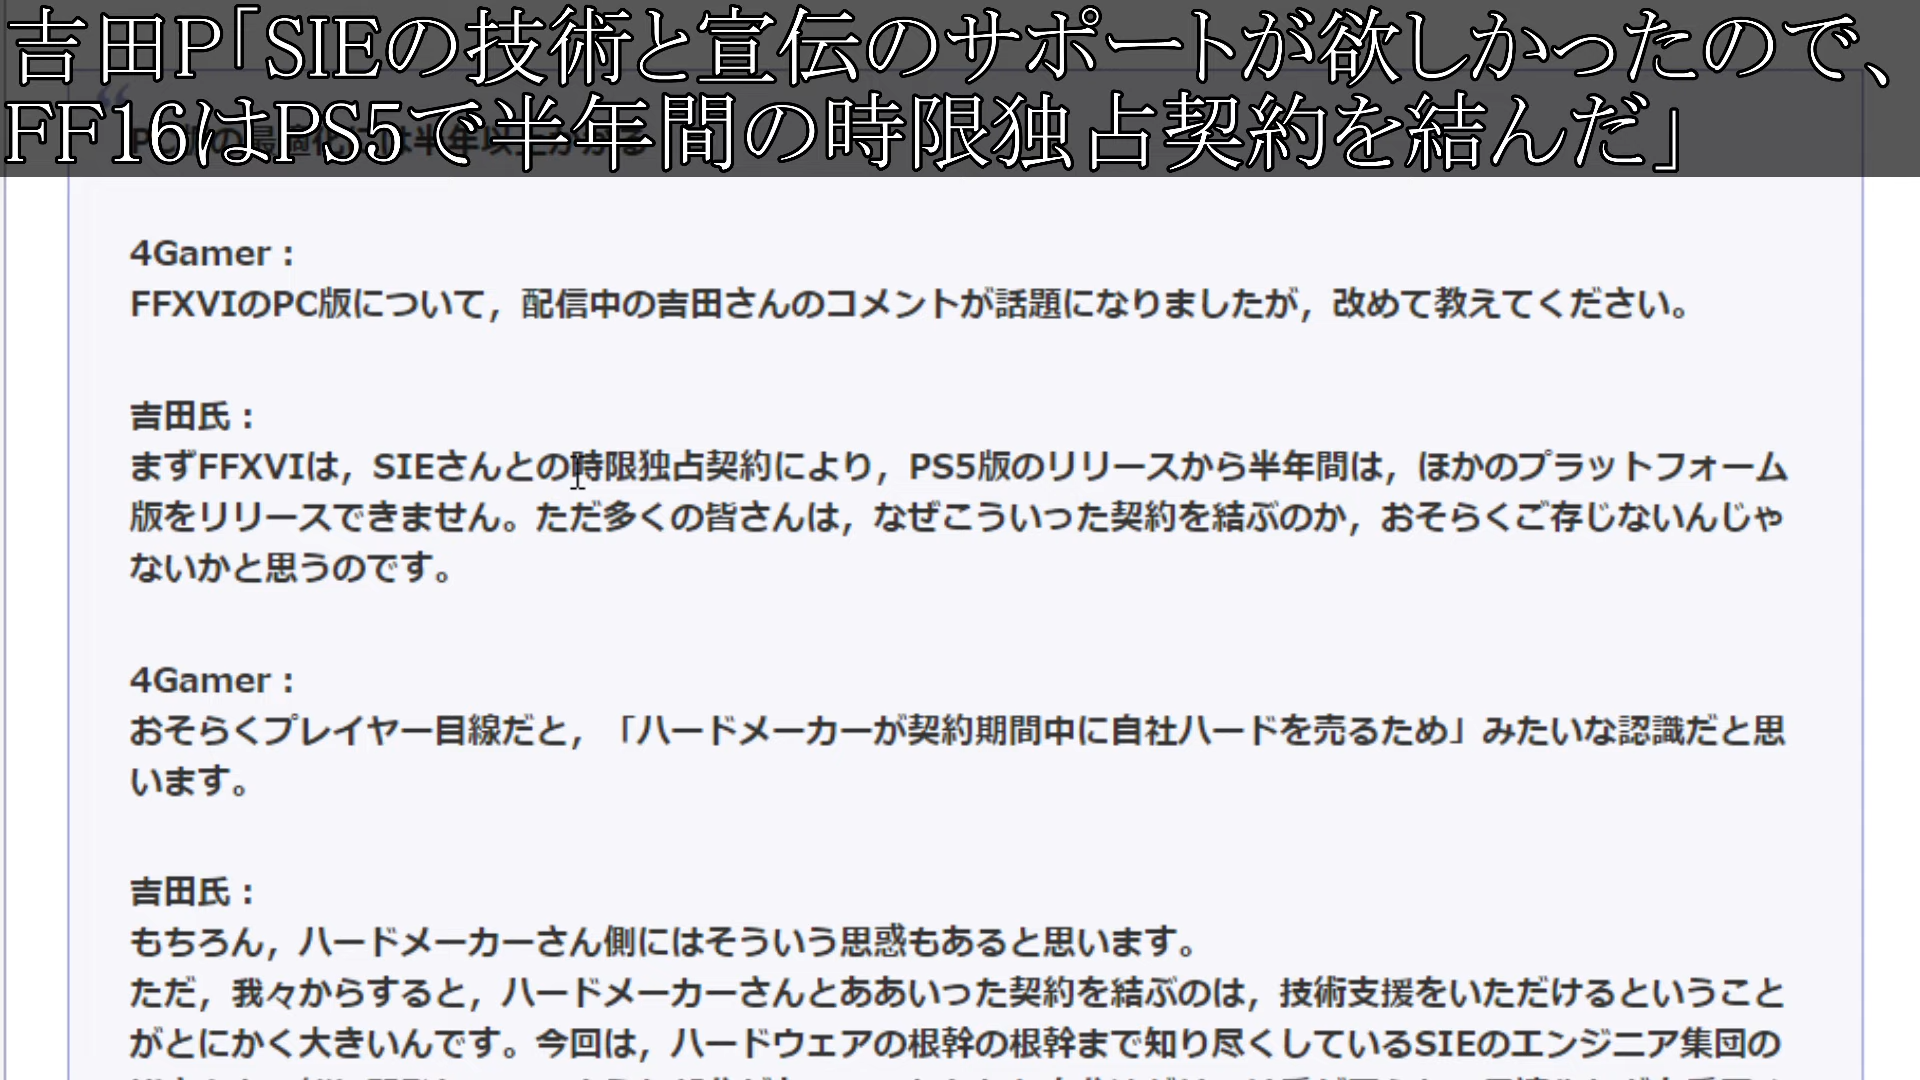 吉田P「SIEの技術と宣伝のサポートが欲しかったので、
FF16はPS5で半年間の時限独占契約を結んだ」
PC版の最適化には半年以上かかる
4Gamer：
FFXVIのPC版について，配信中の吉田さんのコメントが話題になりましたが，改めて教えてください。
吉田氏：
まずFFXVIは，SIEさんとの時限独占契約により，PS5版のリリースから半年間は，ほかのプラットフォーム
版をリリースできません。ただ多くの皆さんは，なぜこういった契約を結ぶのか，おそらくご存じないんじゃ
ないかと思うのです。
4Gamer：
おそらくプレイヤー目線だと，「ハードメーカーが契約期間中に自社ハードを売るため」みたいな認識だと思
います。
吉田氏：
もちろん，ハードメーカーさん側にはそういう思惑もあると思います。
ただ，我々からすると，ハードメーカーさんとああいった契約を結ぶのは，技術支援をいただけるということ
がとにかく大きいんです。今回は，ハードウェアの根幹の根幹まで知り尽くしているSIEのエンジニア集団の